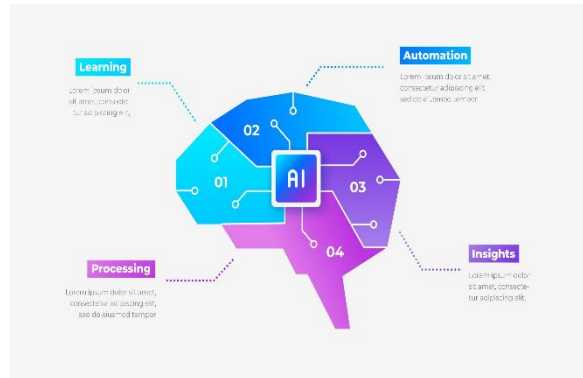 Learning
Lorem ipsum dolor
sit amet, consecte
tur adipiscing elit,
Automation
Lorem ipsum dolor sit amet,
consectetur adipiscing elit
sed do eiusmod tempor
02
01
AI
03
04
Processing
Lorem ipsum dolor sit amet,
consectetur adipiscing elit,
sed do eiusmod tempor
Insights
Lorem ipsum dolor
sit amet, consecte-
tur adipiscing elit,